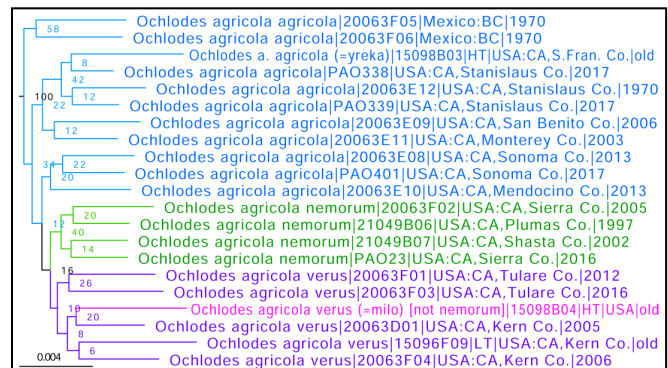 Ochlodes agricola agricola|20063F05|Mexico:BC|1970
58
Ochlodes agricola agricola|20063F06|Mexico:BC|1970
Ochlodes a. agricola (=yreka)|15098B03|HT|USA:CA,S.Fran. Co.|old
8
Ochlodes agricola agricola|PAO338|USA:CA,Stanislaus Co.|2017
42
Ochlodes agricola agricola|20063E12|USA:CA,Stanislaus Co.|1970
100
12
22
Ochlodes agricola agricola|PAO339|USA:CA,Stanislaus Co.|2017
Ochlodes agricola agricola|20063E09|USA:CA,San Benito Co.|2006
12
Ochlodes agricola agricola|20063E11|USA:CA,Monterey Co.|2003
Ochlodes agricola agricola|20063E08|USA:CA,Sonoma Co.|2013
34
22
Ochlodes agricola agricola|PAO401|USA:CA,Sonoma Co.|2017
20
Ochlodes agricola agricola|20063E10|USA:CA,Mendocino Co.|2013
Ochlodes agricola nemorum|20063F02|USA:CA,Sierra Co.|2005
20
12
Ochlodes agricola nemorum|21049B06|USA:CA,Plumas Co.|1997
40
Ochlodes agricola nemorum|21049B07|USA:CA,Shasta Co.|2002
14
Ochlodes agricola nemorum|PAO23|USA:CA,Sierra Co.|2016
16
Ochlodes agricola verus|20063F01|USA:CA,Tulare Co.|2012
26
Ochlodes agricola verus|20063F03|USA:CA,Tulare Co.|2016
Ochlodes agricola verus (=milo) [not nemorum]|15098B04|HT|USA|old
20
Ochlodes agricola verus|20063D01|USA:CA,Kern Co.|2005
8
Ochlodes agricola verus|15096F09|LT|USA:CA,Kern Co.|old
6
Ochlodes agricola verus|20063F04|USA:CA,Kern Co.|2006
0.004